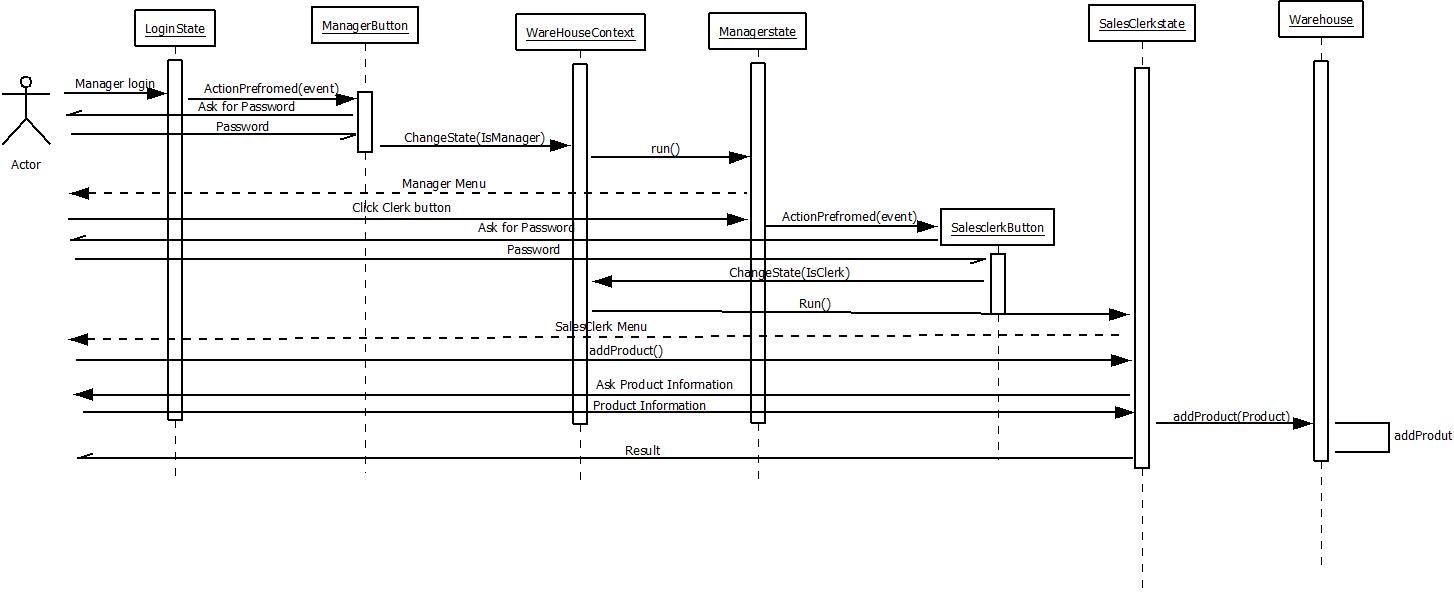 LoginState
ManagerButton
WareHouseContext
Managerstate
SalesClerkstate
Warehouse
Manager login
ActionPrefromed(event)
Ask for Password
Password
ChangeState(IsManager)
run()
Actor
Manager Menu
Click Clerk button
ActionPrefromed(event)
SalesclerkButton
Ask for Password
Password
ChangeState(IsClerk)
Run()
SalesClerk Menu
addProduct()
Ask Product Information
Product Information
addProduct(Product)
addProdut
Result